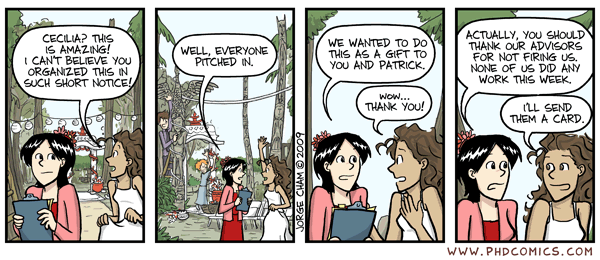 CECILIA? THIS
IS AMAZING!
I CAN'T BELIEVE YOU
ORGANIZED THIS IN
SUCH SHORT NOTICE!
WELL, EVERYONE
PITCHED IN.
JORGE CHAM © 2009
WE WANTED TO DO
THIS AS A GIFT TO
YOU AND PATRICK.
WOW...
THANK YOU!
ACTUALLY, YOU SHOULD
THANK OUR ADVISORS
FOR NOT FIRING US.
NONE OF US DID ANY
WORK THIS WEEK.
I'LL SEND
THEM A CARD.
WWW.PHDCOMICS.COM